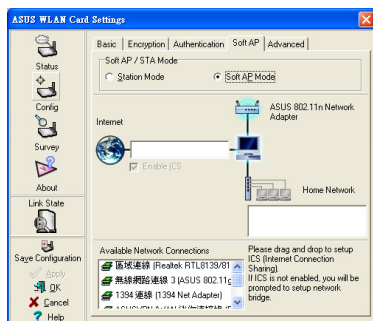 ASUS WLAN Card Settings
Status
Config
Survey
About
Link State
Save Configuration
Apply
OK
Cancel
Help
Basic Encryption Authentication Soft AP Advanced
Soft AP / STA Mode
Station Mode Soft AP Mode
ASUS 802.11n Network
Adapter
Internet
Enable ICS
Home Network
Available Network Connections
區域連線 (Realtek RTL8139/81
無線網路連線 3 (ASUS 802.11g
1394 連線 (1394 Net Adapter)
Please drag and drop to setup
ICS (Internet Connection
Sharing).
If ICS is not enabled, you will be
prompted to setup network
bridge.